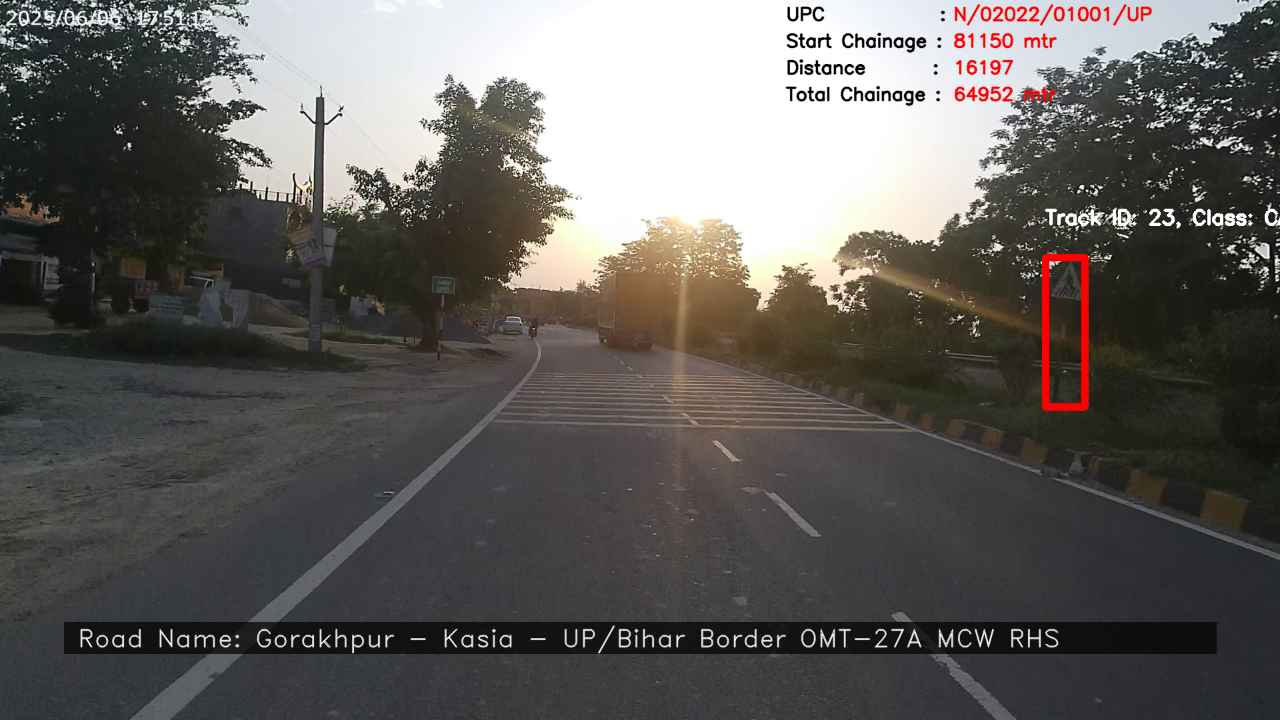 2025/06/06 17:51:12
UPC : N/02022/01001/UP
Start Chainage : 81150 mtr
Distance : 16197
Total Chainage : 64952 mtr
Track ID: 23, Class: 0
Road Name: Gorakhpur - Kasia - UP/Bihar Border OMT-27A MCW RHS